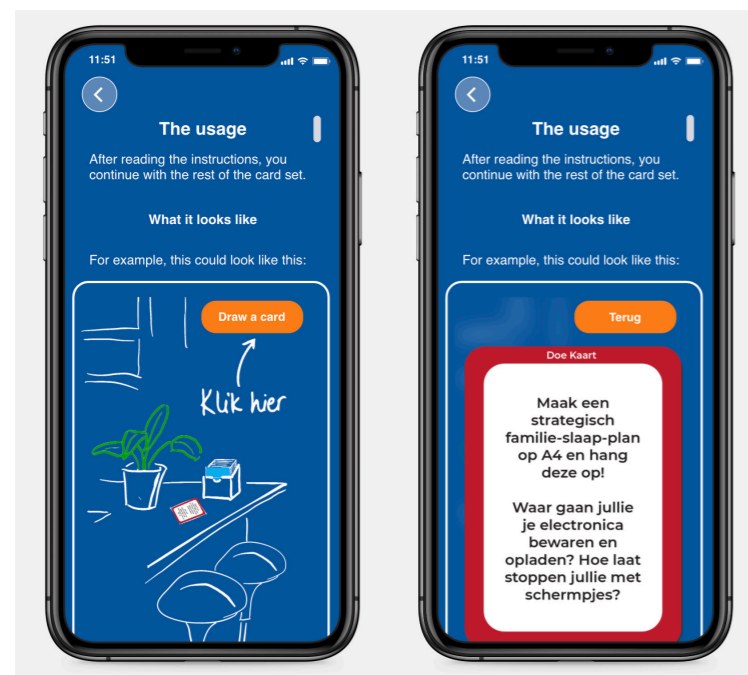 11:51
The usage
After reading the instructions, you
continue with the rest of the card set.
What it looks like
For example, this could look like this:
Draw a card
Klik hier
11:51
The usage
After reading the instructions, you
continue with the rest of the card set.
What it looks like
For example, this could look like this:
Terug
Doe Kaart
Maak een
strategisch
familie-slaap-plan
op A4 en hang
deze op!
Waar gaan jullie
je electronica
bewaren en
opladen? Hoe laat
stoppen jullie met
schermpjes?